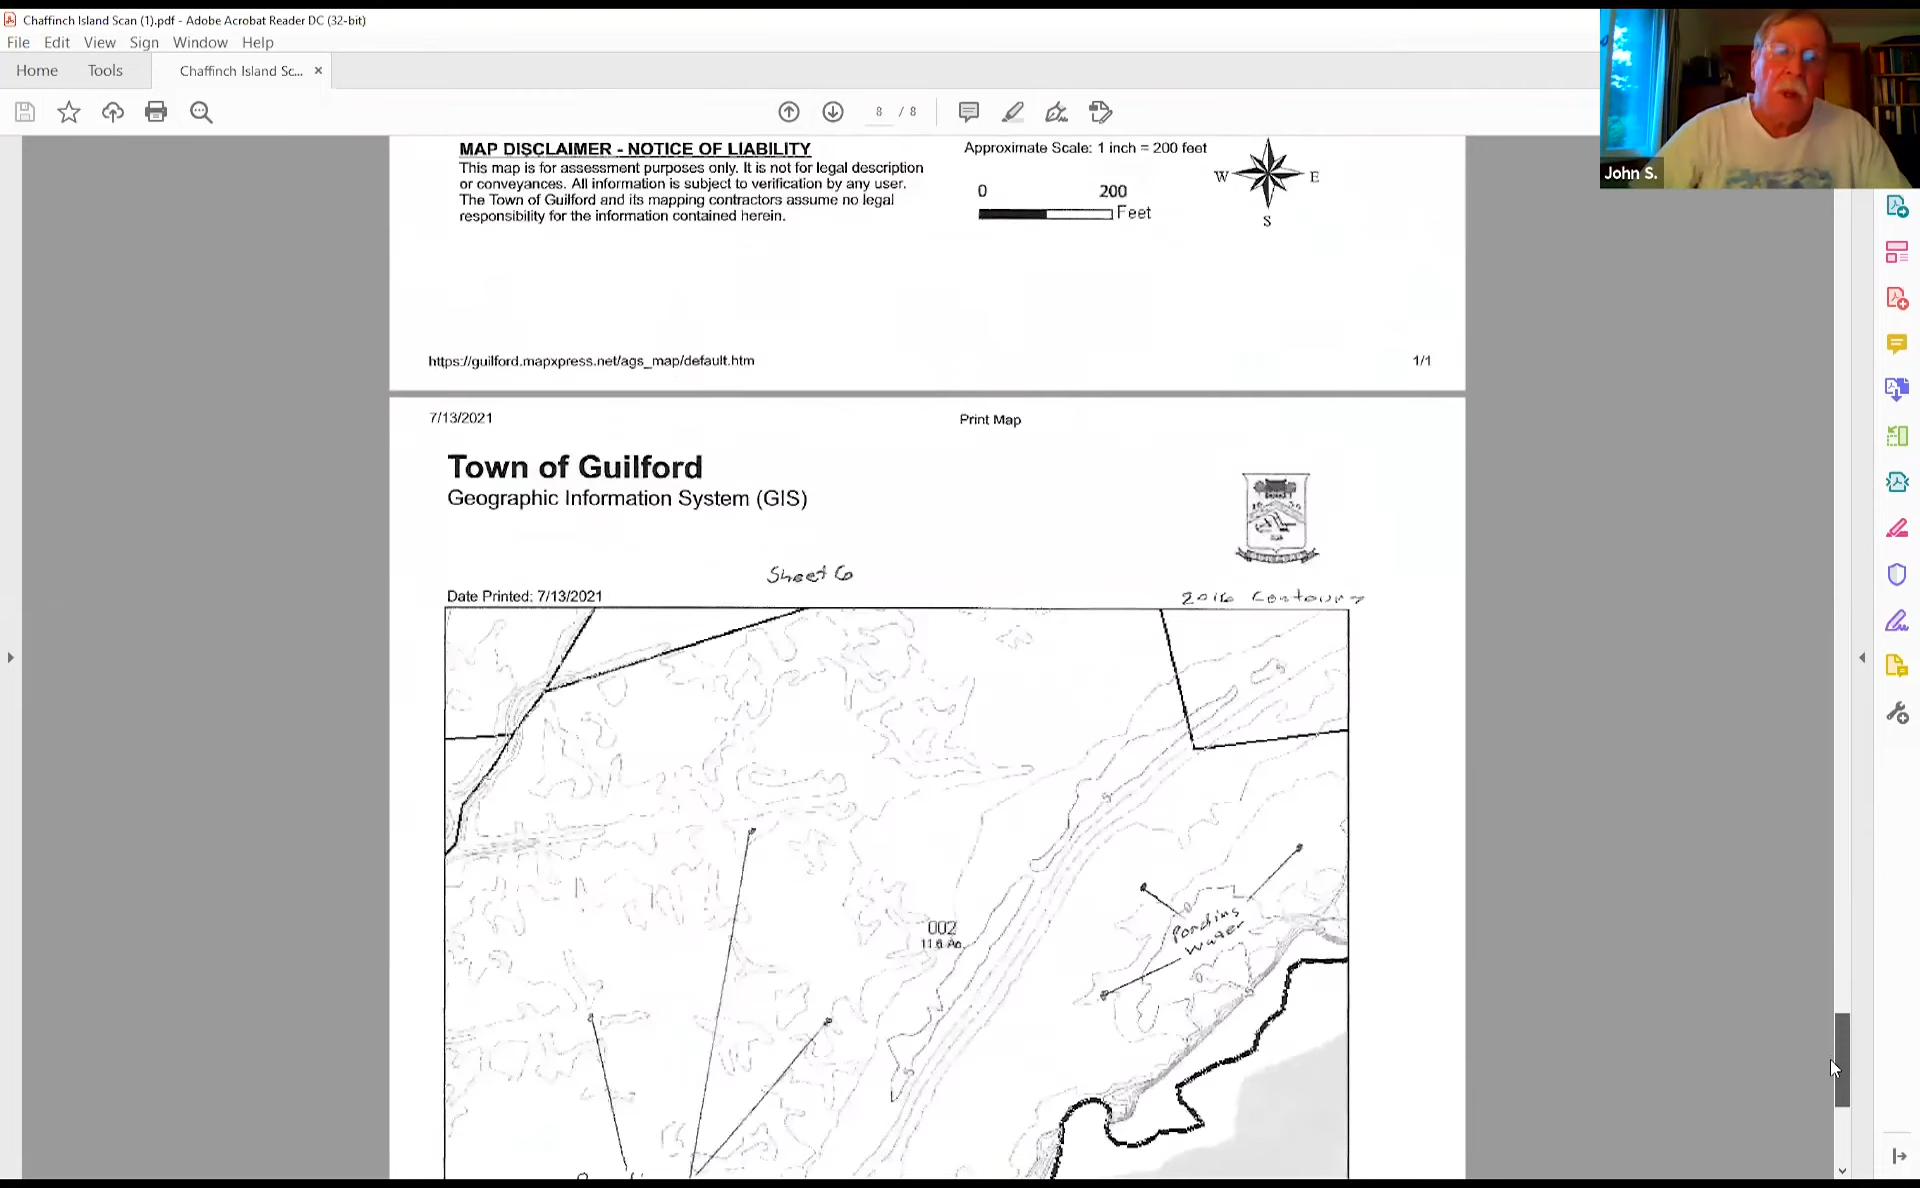 Chaffinch Island Scan (1).pdf - Adobe Acrobat Reader DC (32-bit)
File Edit View Sign Window Help
Home Tools Chaffinch Island Sc... ×
8 / 8
John S.
MAP DISCLAIMER - NOTICE OF LIABILITY
This map is for assessment purposes only. It is not for legal description
or conveyances. All information is subject to verification by any user.
The Town of Guilford and its mapping contractors assume no legal
responsibility for the information contained herein.
Approximate Scale: 1 inch = 200 feet
0 200
Feet
W E
S
https://guilford.mapxpress.net/ags_map/default.htm 1/1
7/13/2021 Print Map
Town of Guilford
Geographic Information System (GIS)
Sheet 6
Date Printed: 7/13/2021
2016 Contours
002
11.6 Ac.
Ponding
Water